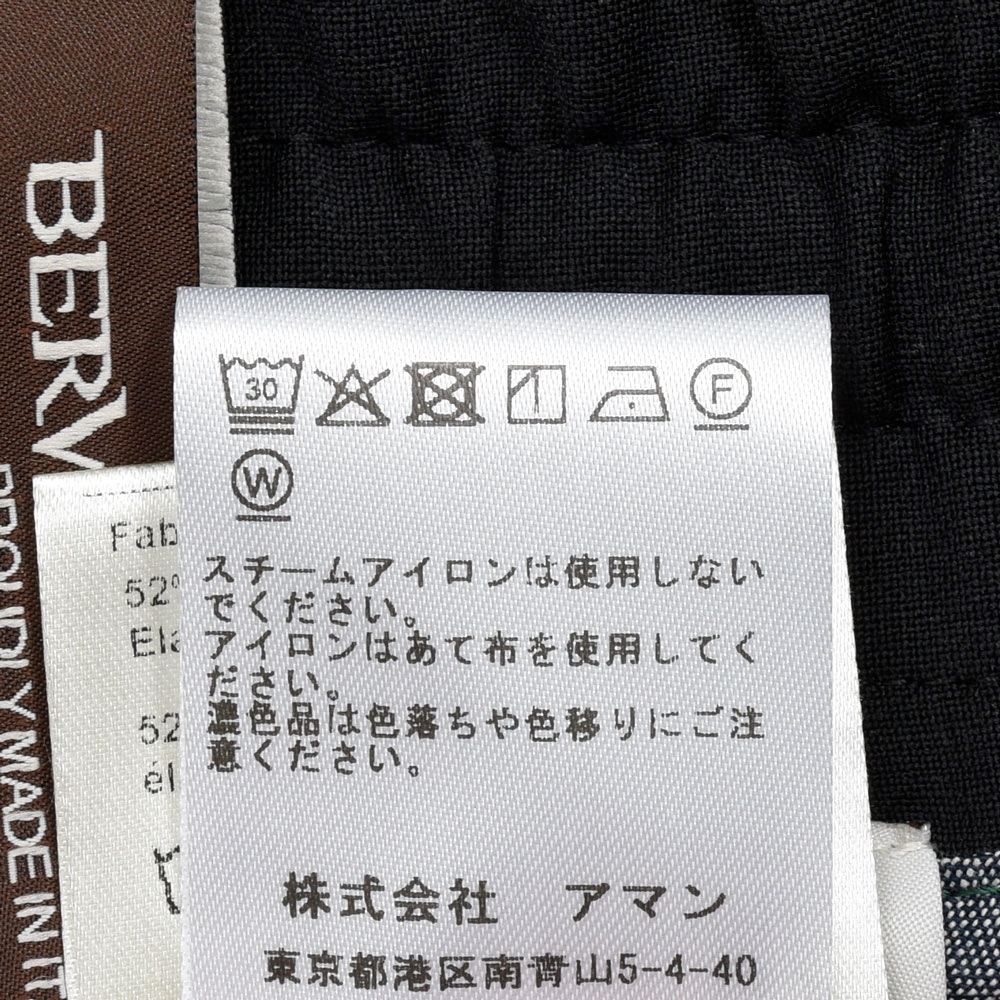 BERV
PROUDLY MADE IN IT
Fab
52%
Ela
52
él
30
F
W
スチームアイロンは使用しない
でください。
アイロンはあて布を使用してく
ださい。
濃色品は色落ちや色移りにご注
意ください。
株式会社 アマン
東京都港区南青山5-4-40